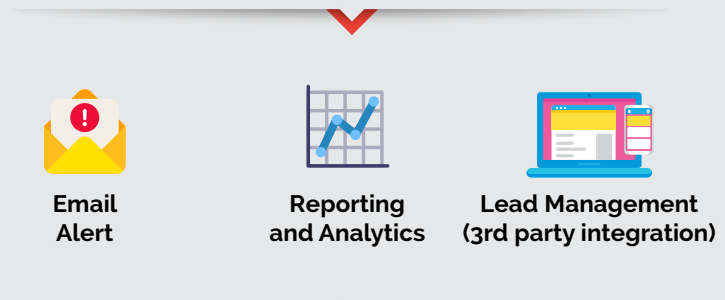 Email
Alert
Reporting
and Analytics
Lead Management
(3rd party integration)